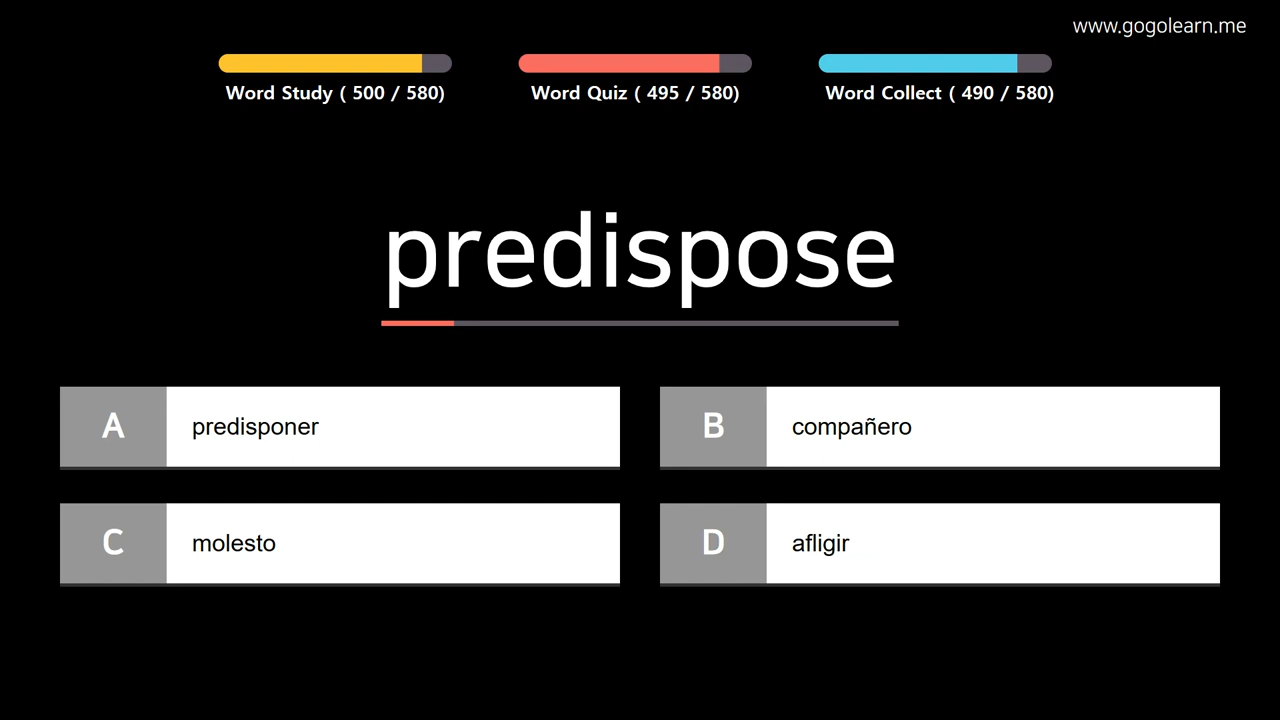 www.gogolearn.me
Word Study ( 500 / 580)
Word Quiz ( 495 / 580)
Word Collect ( 490 / 580)
predispose
A
predisponer
B
compañero
C
molesto
D
afligir